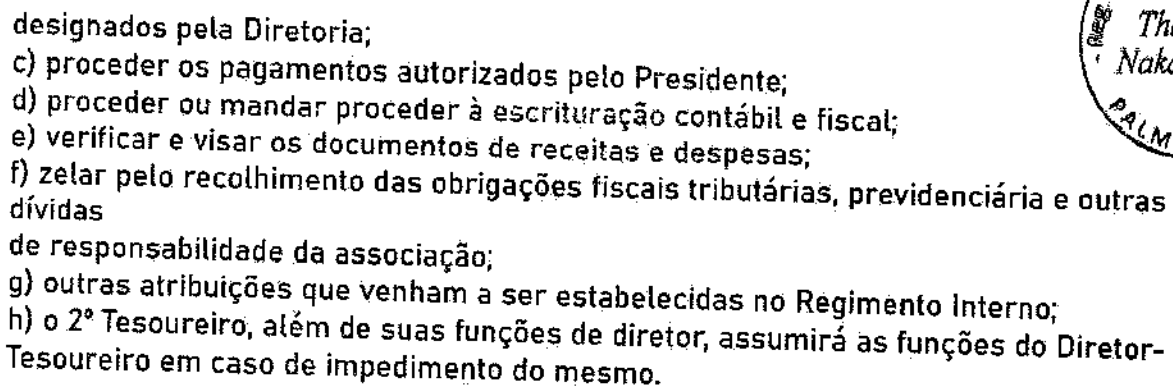 designados pela Diretoria;
c) proceder os pagamentos autorizados pelo Presidente;
d) proceder ou mandar proceder à escrituração contábil e fiscal;
e) verificar e visar os documentos de receitas e despesas;
f) zelar pelo recolhimento das obrigações fiscais tributárias, previdenciária e outras
dívidas
de responsabilidade da associação;
g) outras atribuições que venham a ser estabelecidas no Regimento Interno;
h) o 2º Tesoureiro, além de suas funções de diretor, assumirá as funções do Diretor-
Tesoureiro em caso de impedimento do mesmo.